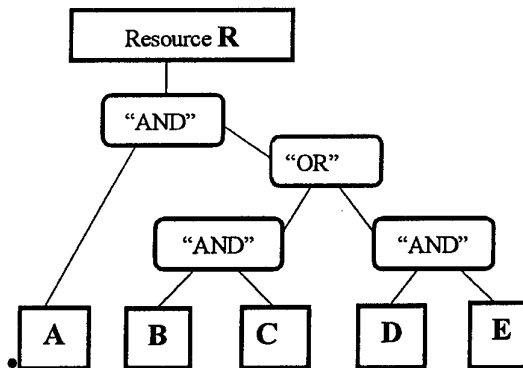 Resource R
“AND”
“OR”
“AND” “AND”
A B C D E